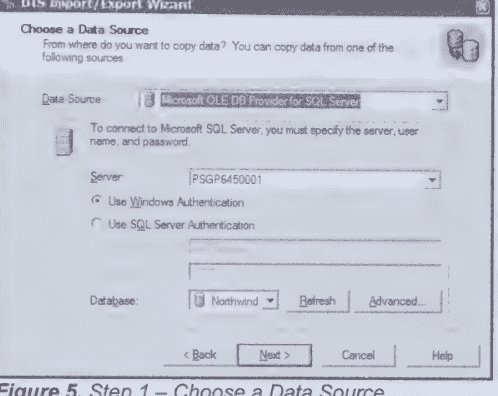 DTS Import/Export Wizard
Choose a Data Source
From where do you want to copy data? You can copy data from one of the
following sources
Data Source:
Microsoft OLE DB Provider for SQL Server
To connect to Microsoft SQL Server, you must specify the server, user
name, and password.
Server:
PSGP6450001
Use Windows Authentication
Use SQL Server Authentication
Database:
Northwind
Refresh
Advanced...
< Back
Next >
Cancel
Help
Figure 5. Step 1 – Choose a Data Source